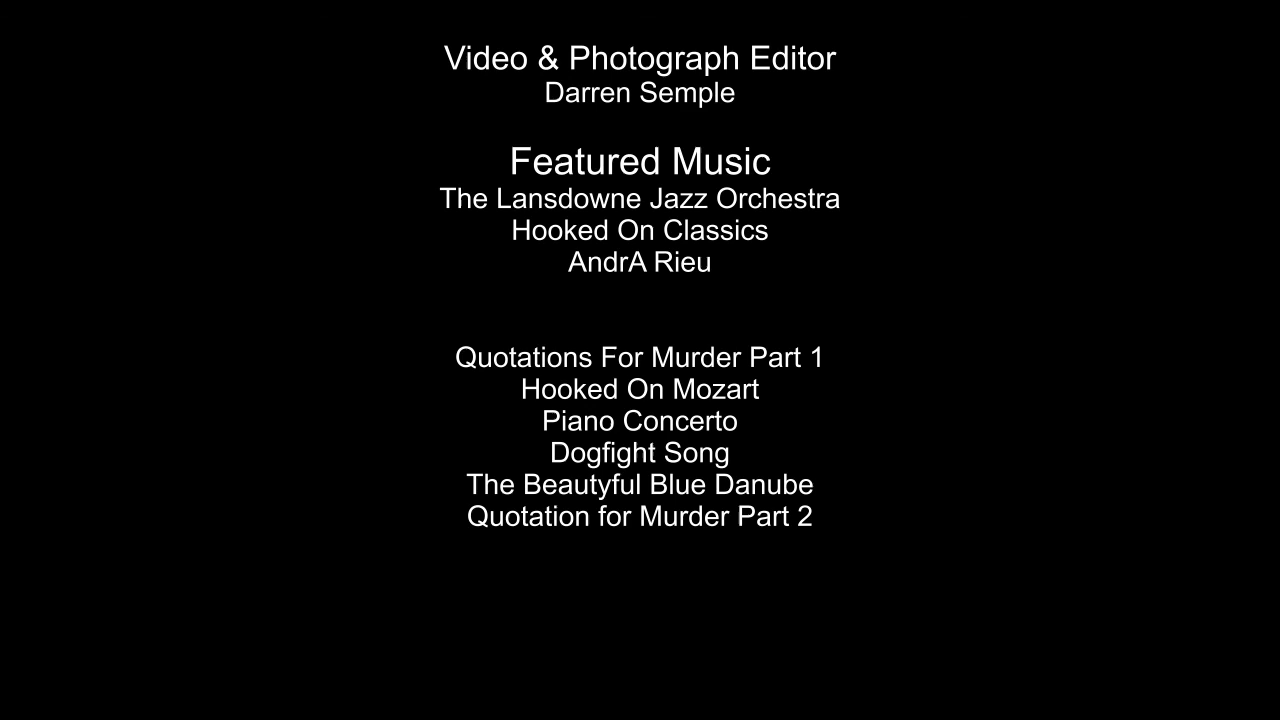 Video & Photograph Editor
Darren Semple
Featured Music
The Lansdowne Jazz Orchestra
Hooked On Classics
AndrA Rieu
Quotations For Murder Part 1
Hooked On Mozart
Piano Concerto
Dogfight Song
The Beautyful Blue Danube
Quotation for Murder Part 2